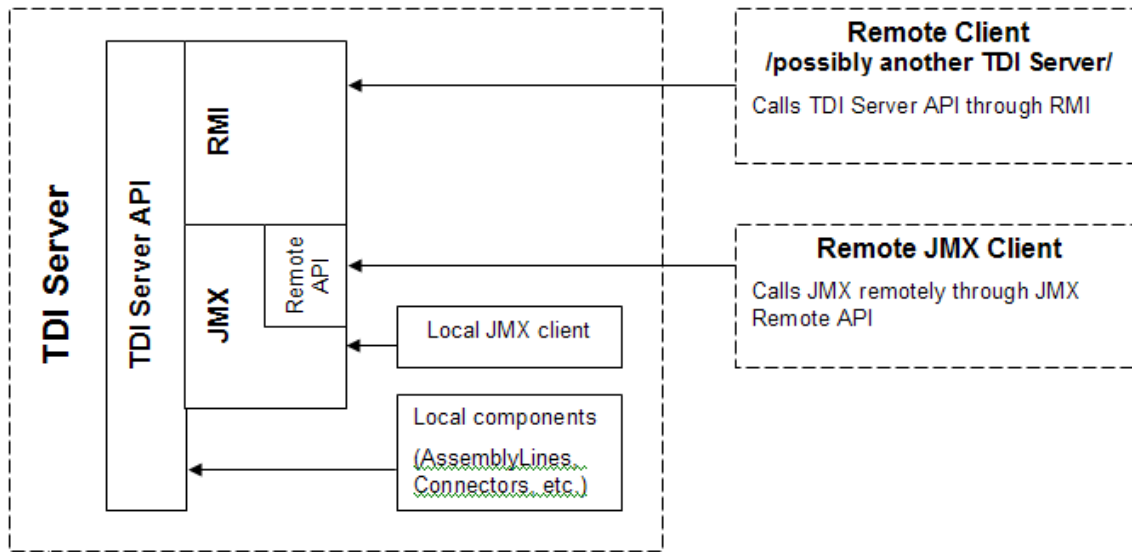 TDI Server
TDI Server API
RMI
JMX
Remote
API
Local JMX client
Local components
(AssemblyLines,
Connectors, etc.)
Remote Client
/possibly another TDI Server/
Calls TDI Server API through RMI
Remote JMX Client
Calls JMX remotely through JMX
Remote API